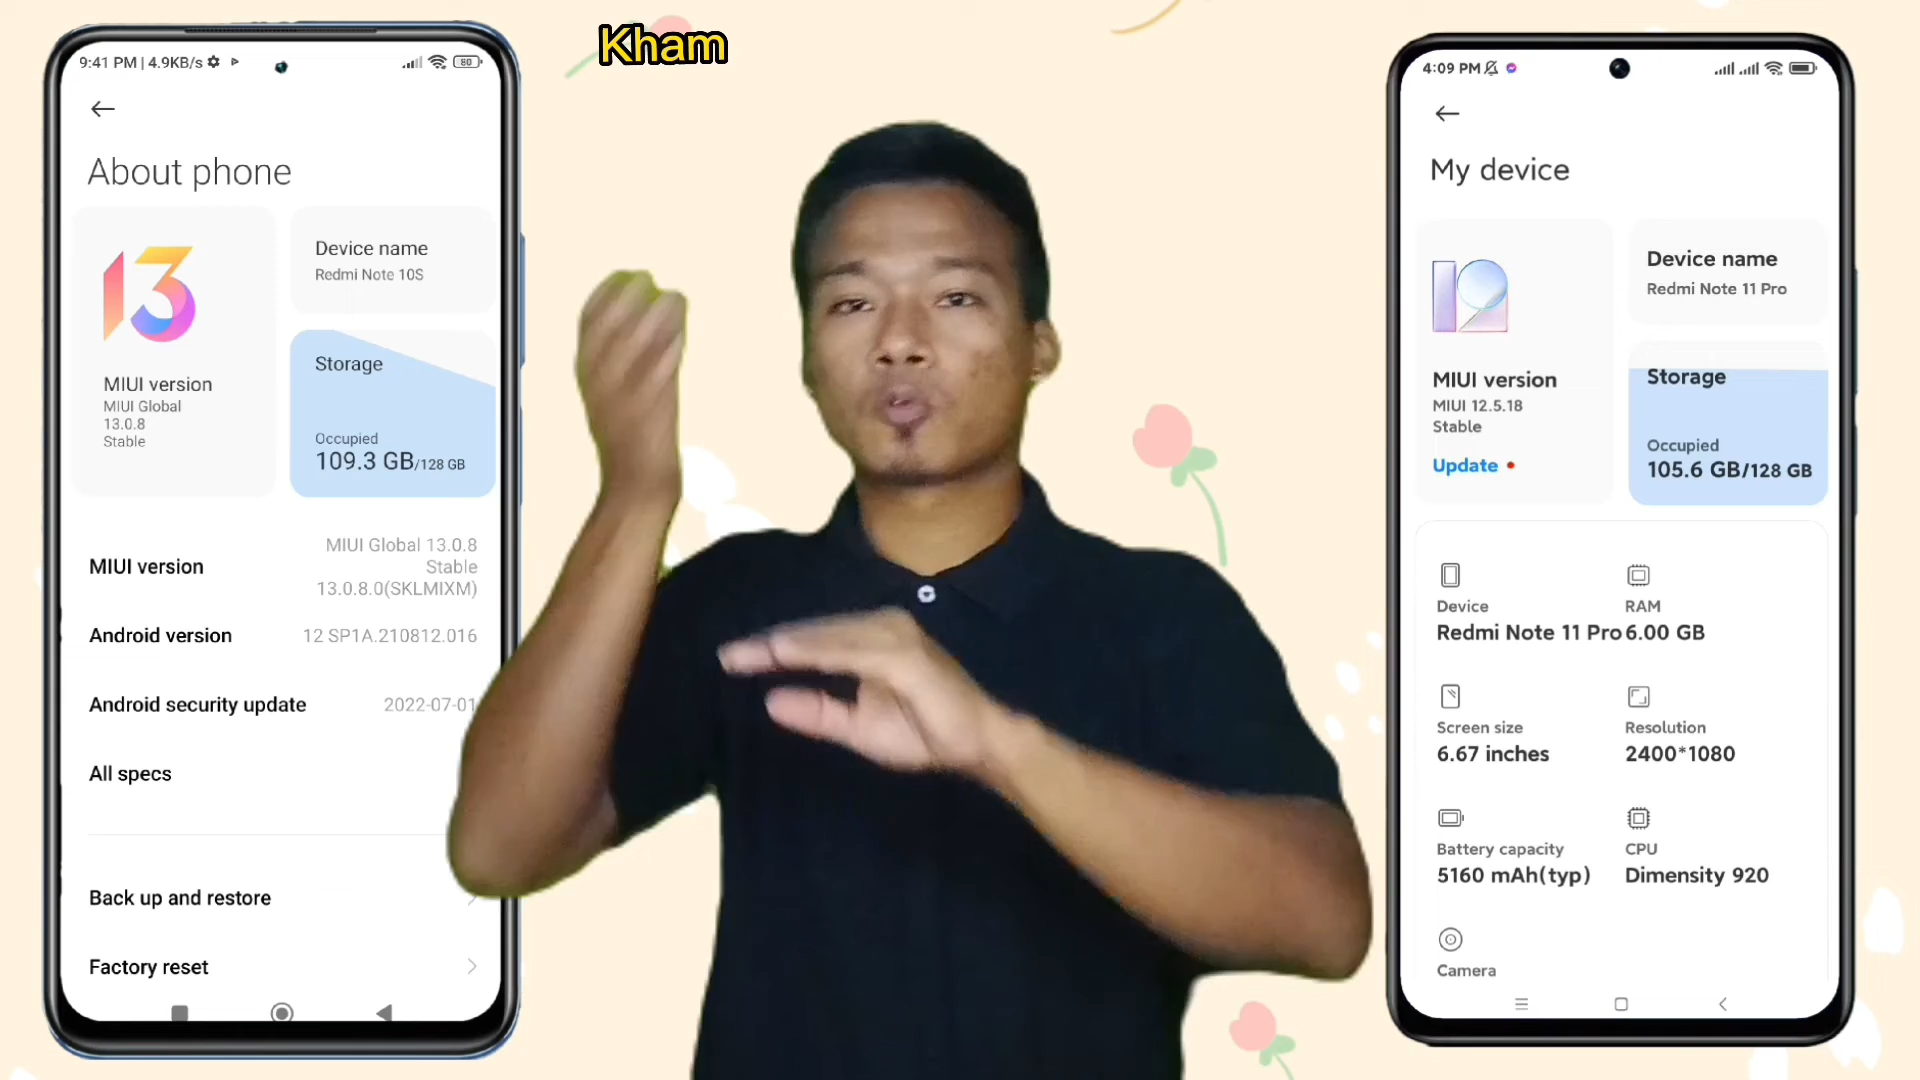 Kham
9:41 PM | 4.9KB/s
80
About phone
13
MIUI version
MIUI Global
13.0.8
Stable
Device name
Redmi Note 10S
Storage
Occupied
109.3 GB/128 GB
MIUI version
MIUI Global 13.0.8
Stable
13.0.8.0(SKLMIXM)
Android version
12 SP1A.210812.016
Android security update
2022-07-01
All specs
Back up and restore
Factory reset
4:09 PM
My device
12
MIUI version
MIUI 12.5.18
Stable
Update
Device name
Redmi Note 11 Pro
Storage
Occupied
105.6 GB/128 GB
Device
Redmi Note 11 Pro
RAM
6.00 GB
Screen size
6.67 inches
Resolution
2400*1080
Battery capacity
5160 mAh(typ)
CPU
Dimensity 920
Camera